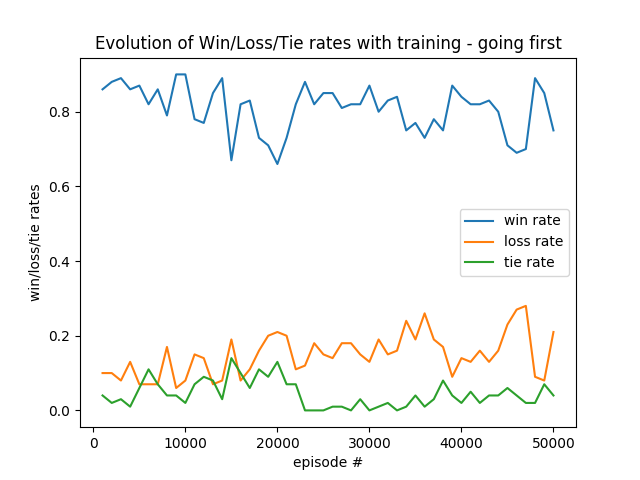 Evolution of Win/Loss/Tie rates with training - going first
win/loss/tie rates
0.8
0.6
0.4
0.2
0.0
win rate
loss rate
tie rate
0 10000 20000 30000 40000 50000
episode #